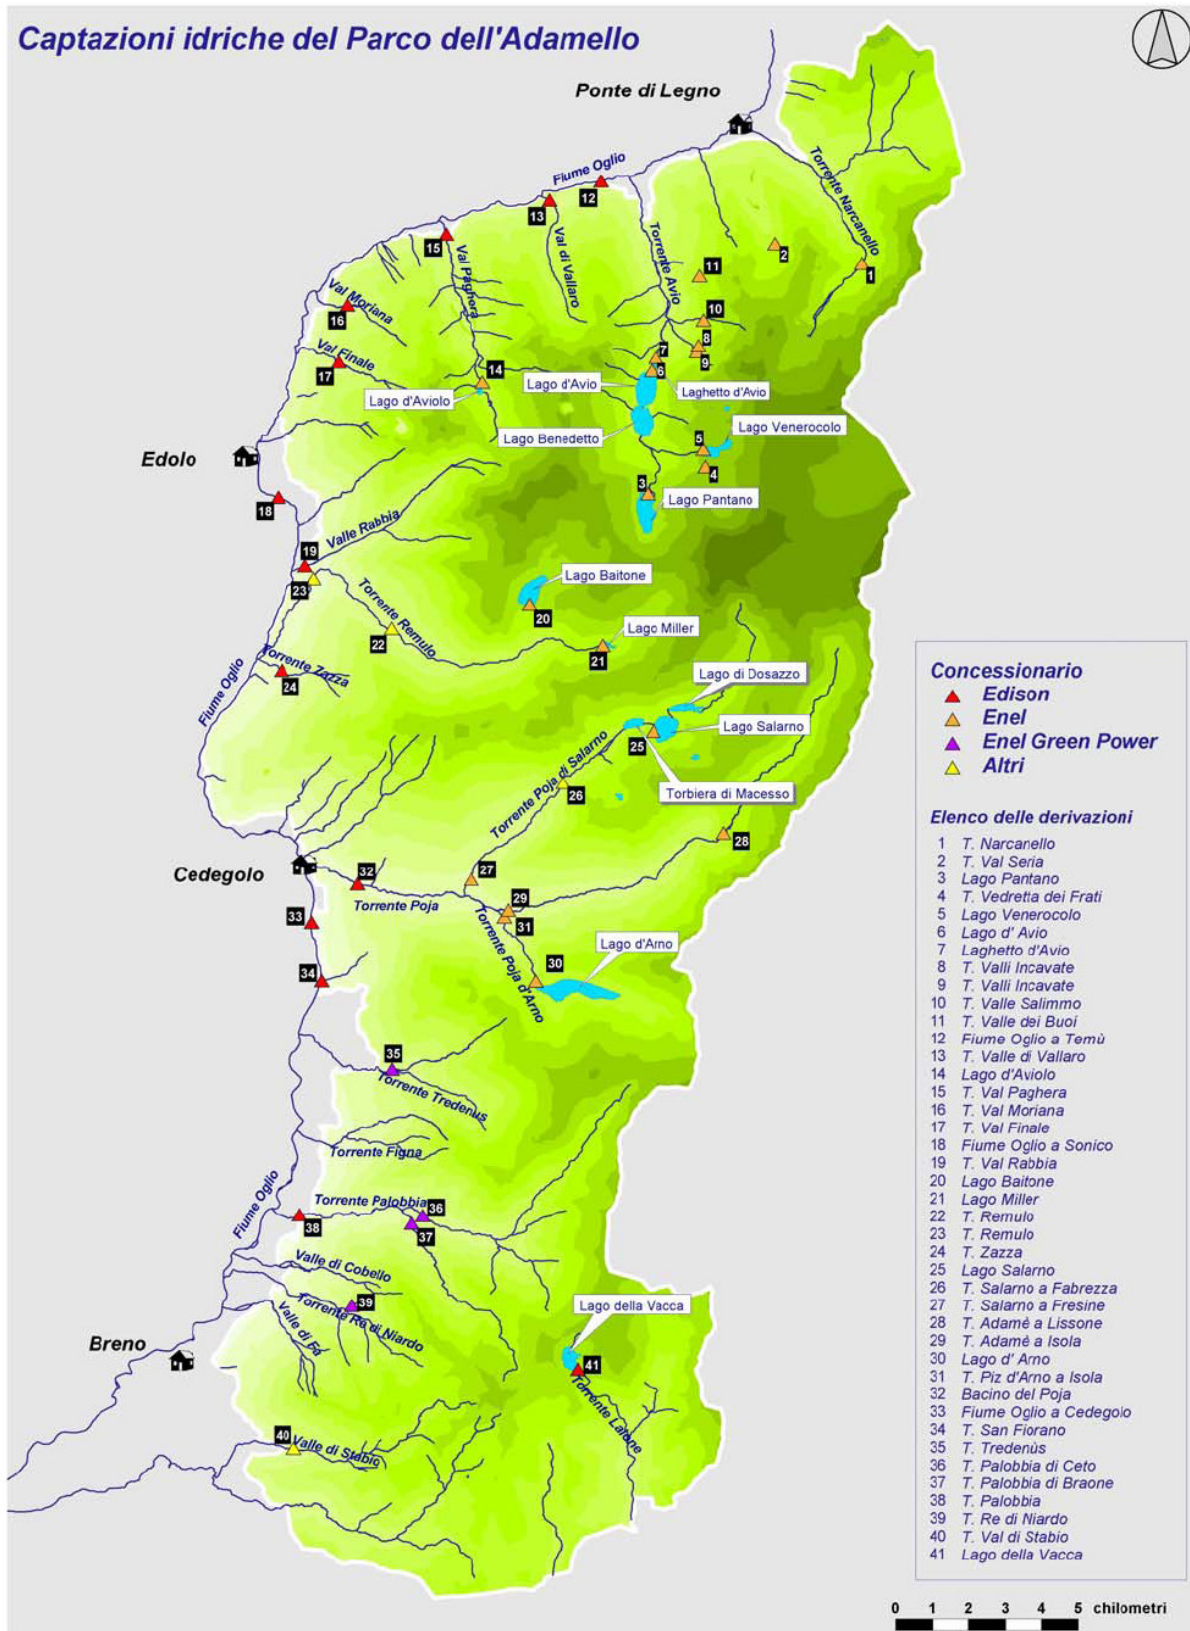 Captazioni idriche del Parco dell'Adamello
Ponte di Legno
Fiume Oglio
Torrente Narcanello
12
13
Val di Vallaro
15
Val Paghera
Torrente Avio
2
1
11
10
Val Moriana
16
8
9
7
6
Val Finale
17
14
Lago d'Aviolo
Lago d'Avio
Laghetto d'Avio
Lago Benedetto
Lago Venerocolo
5
4
Edolo
3
Lago Pantano
18
Valle Rabbia
19
23
Lago Baitone
20
Torrente Remulo
22
Lago Miller
21
Torrente Zazza
24
Fiume Oglio
Lago di Dosazzo
Lago Salarno
25
Torbiera di Macesso
Torrente Poja di Salarno
26
28
Cedegolo
32
27
Torrente Poja
29
31
33
Torrente Poja d'Arno
Lago d'Arno
30
34
35
Torrente Tredenus
Torrente Figna
Fiume Oglio
Torrente Palobbia
36
37
38
Valle di Cobello
39
Torrente Re di Niardo
Valle di Fa
Breno
Lago della Vacca
41
Torrente Laione
40
Valle di Stabio
Concessionario
Edison
Enel
Enel Green Power
Altri
Elenco delle derivazioni
1 T. Narcanello
2 T. Val Seria
3 Lago Pantano
4 T. Vedretta dei Frati
5 Lago Venerocolo
6 Lago d' Avio
7 Laghetto d'Avio
8 T. Valli Incavate
9 T. Valli Incavate
10 T. Valle Salimmo
11 T. Valle dei Buoi
12 Fiume Oglio a Temù
13 T. Valle di Vallaro
14 Lago d'Aviolo
15 T. Val Paghera
16 T. Val Moriana
17 T. Val Finale
18 Fiume Oglio a Sonico
19 T. Val Rabbia
20 Lago Baitone
21 Lago Miller
22 T. Remulo
23 T. Remulo
24 T. Zazza
25 Lago Salarno
26 T. Salarno a Fabrezza
27 T. Salarno a Fresine
28 T. Adamè a Lissone
29 T. Adamè a Isola
30 Lago d' Arno
31 T. Piz d'Arno a Isola
32 Bacino del Poja
33 Fiume Oglio a Cedegolo
34 T. San Fiorano
35 T. Tredenùs
36 T. Palobbia di Ceto
37 T. Palobbia di Braone
38 T. Palobbia
39 T. Re di Niardo
40 T. Val di Stabio
41 Lago della Vacca
0 1 2 3 4 5 chilometri